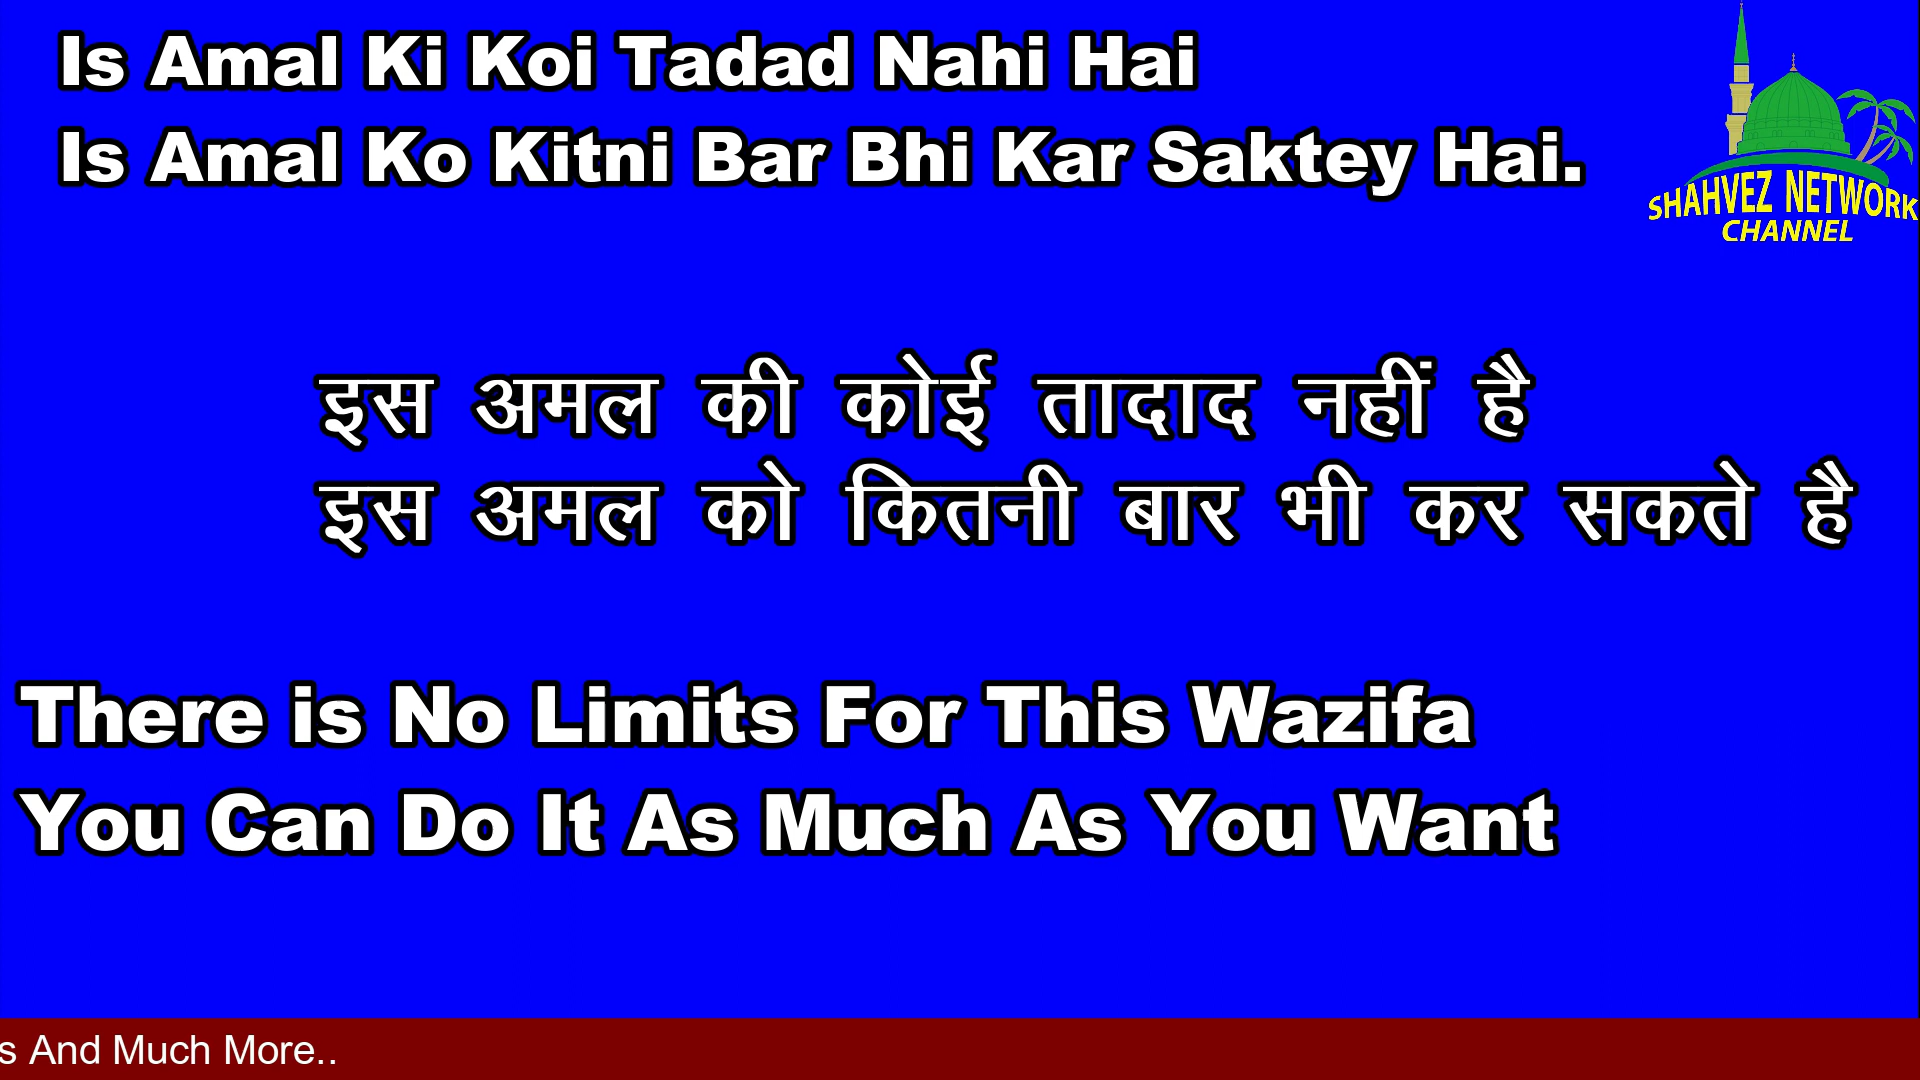 Is Amal Ki Koi Tadad Nahi Hai
Is Amal Ko Kitni Bar Bhi Kar Saktey Hai.
SHAHVEZ NETWORK
CHANNEL
इस अमल की कोई तादाद नहीं है
इस अमल को कितनी बार भी कर सकते है
There is No Limits For This Wazifa
You Can Do It As Much As You Want
s And Much More..